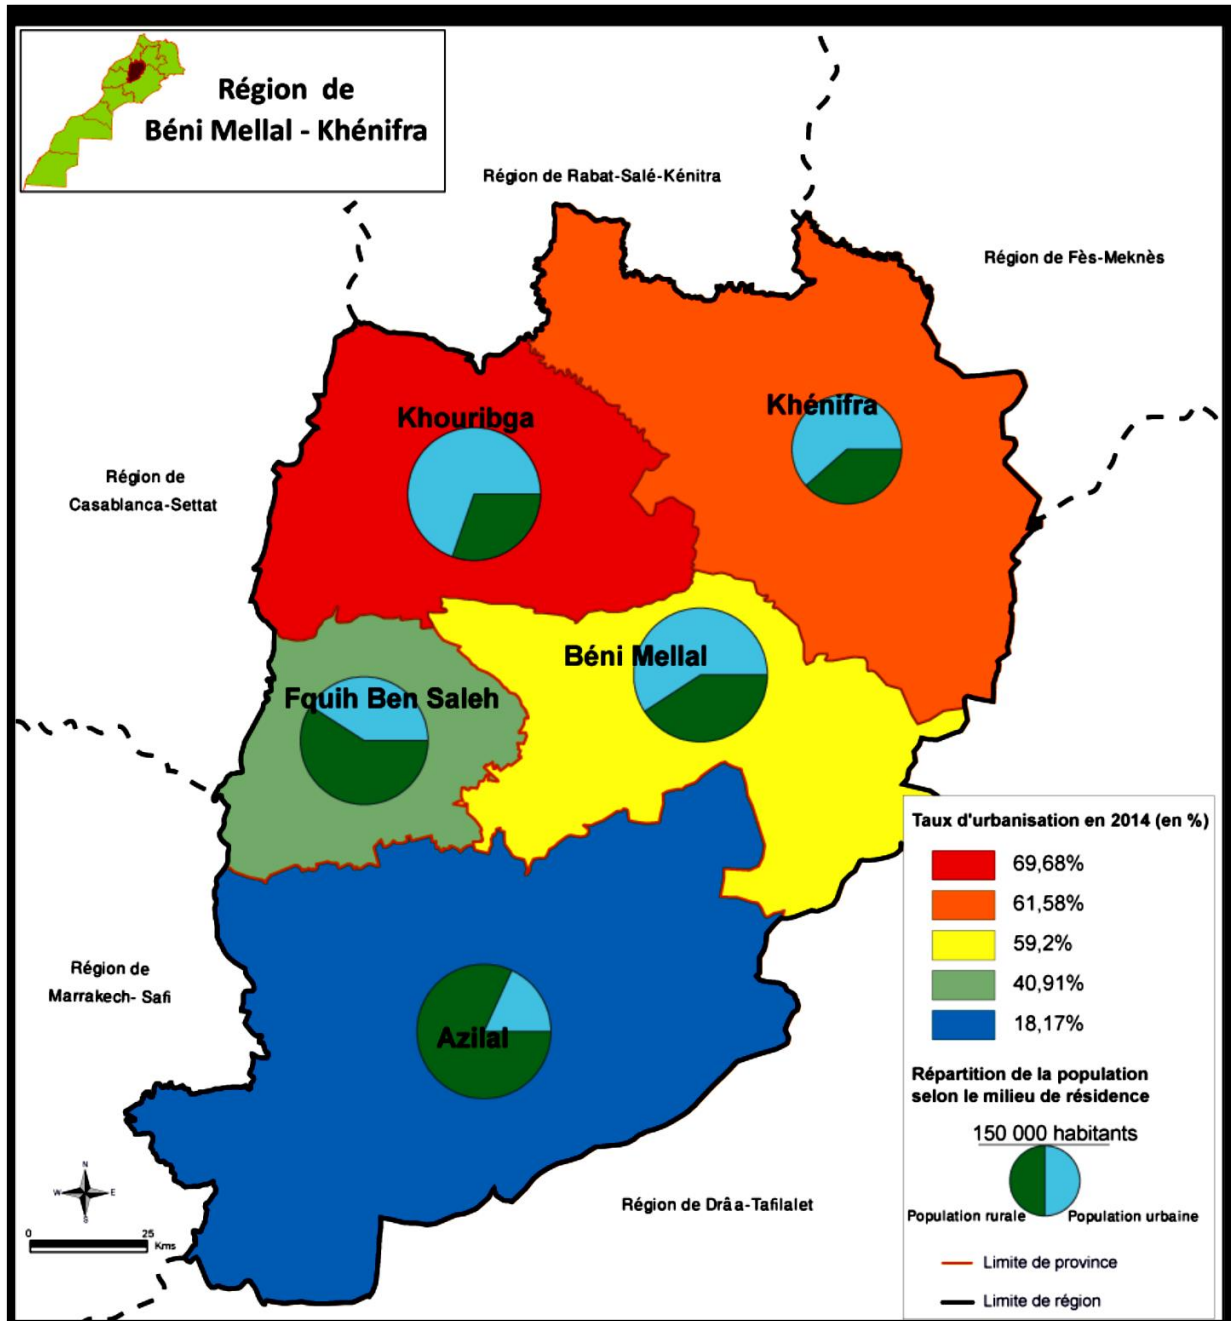 Région de
Béni Mellal - Khénifra
Région de Rabat-Salé-Kénitra
Région de Fès-Meknès
Khénifra
Khouribga
Région de
Casablanca-Settat
Béni Mellal
Fquih Ben Saleh
Azilal
Région de
Marrakech- Safi
Région de Drâa-Tafilalet
N
W E
S
0 25
Kms
Taux d'urbanisation en 2014 (en %)
69,68%
61,58%
59,2%
40,91%
18,17%
Répartition de la population
selon le milieu de résidence
150 000 habitants
Population rurale Population urbaine
Limite de province
Limite de région